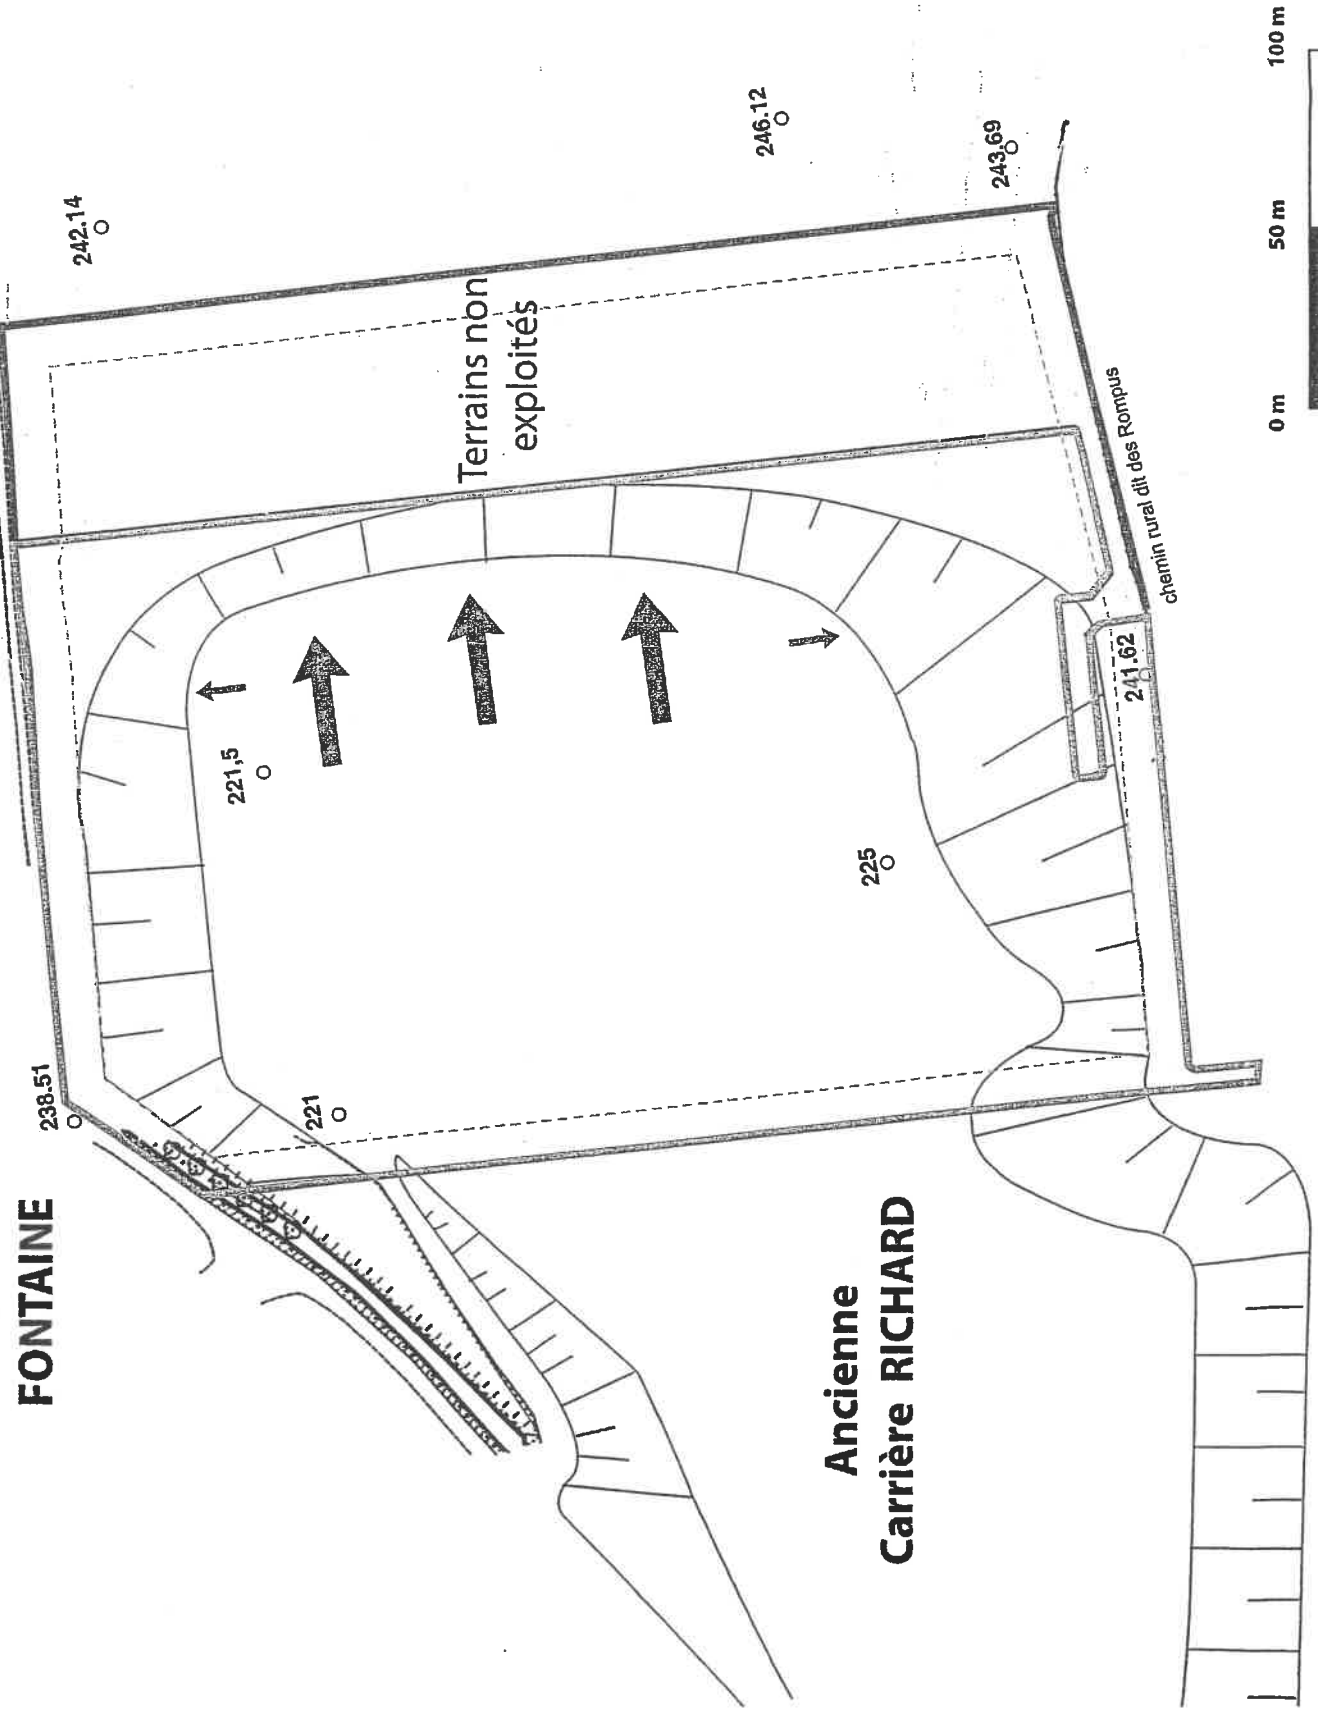 FONTAINE
238.51
242.14
221,5
221
Terrains non
exploités
246.12
243.69
225
241.62
chemin rural dit des Rompus
Ancienne
Carrière RICHARD
0 m
50 m
100 m